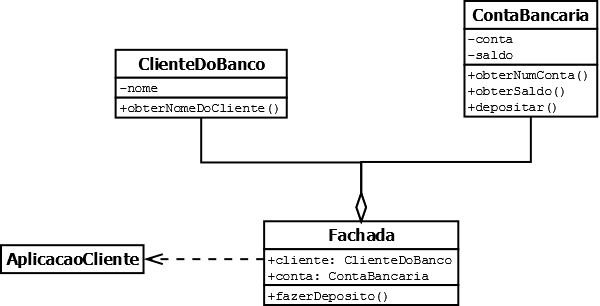 ContaBancaria
-conta
-saldo
+obterNumConta()
+obterSaldo()
+depositar()
ClienteDoBanco
-nome
+obterNomeDoCliente()
Fachada
+cliente: ClienteDoBanco
+conta: ContaBancaria
+fazerDeposito()
AplicacaoCliente